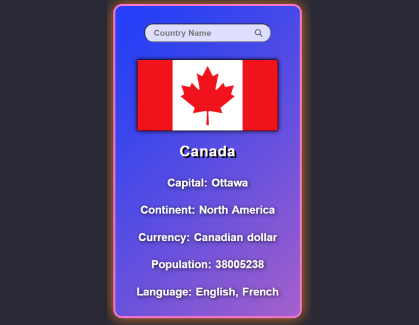 Country Name
Canada
Capital: Ottawa
Continent: North America
Currency: Canadian dollar
Population: 38005238
Language: English, French